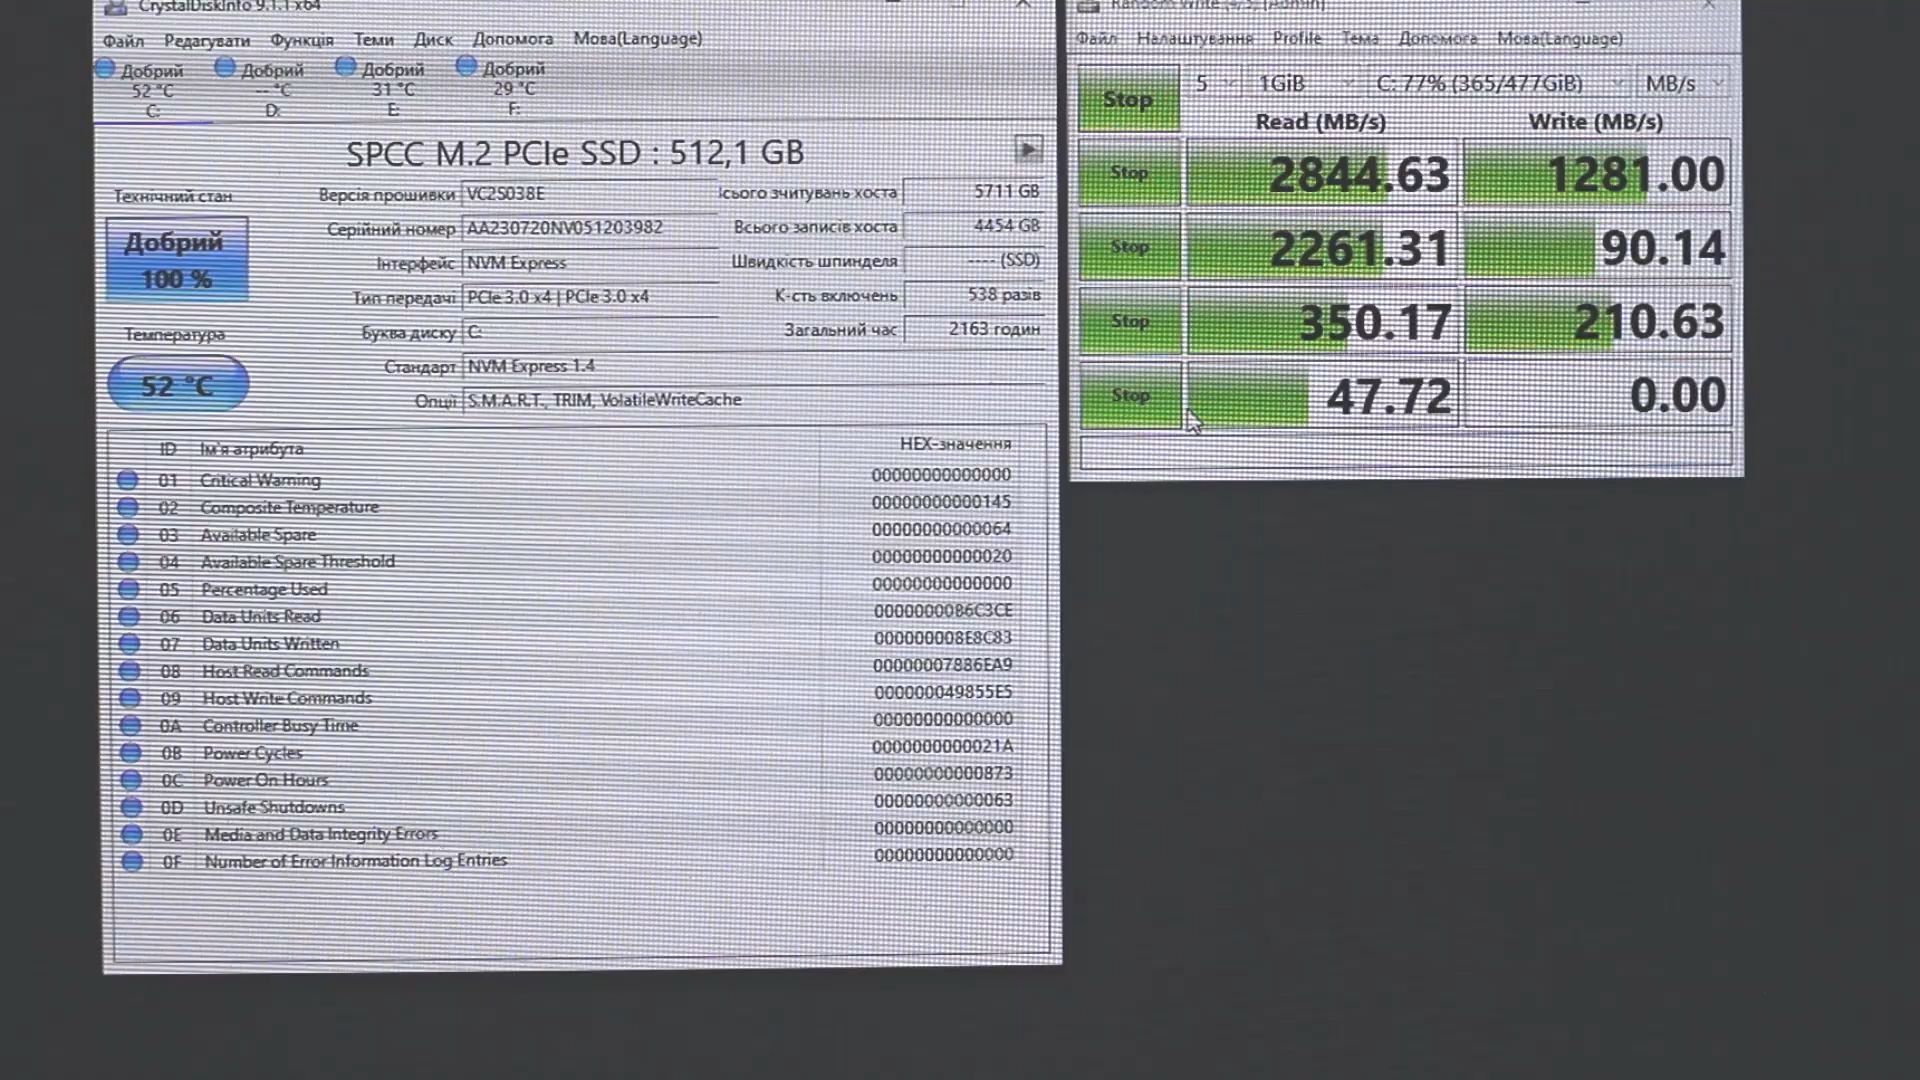 CrystalDiskInfo 9.1.1 x64
Файл Редагувати Функція Теми Диск Допомога Мова(Language)
Добрий Добрий Добрий Добрий
52 °C -- °C 31 °C 29 °C
C: D: E: F:
SPCC M.2 PCIe SSD : 512,1 GB
Технічний стан
Добрий
100 %
Температура
52 °C
Версія прошивки VC2S038E
Серійний номер AA230720NV051203982
Інтерфейс NVM Express
Тип передачі PCIe 3.0 x4 | PCIe 3.0 x4
Буква диску C:
Стандарт NVM Express 1.4
Опції S.M.A.R.T., TRIM, VolatileWriteCache
сього зчитувань хоста 5711 GB
Всього записів хоста 4454 GB
Швидкість шпинделя ---- (SSD)
К-сть включень 538 разів
Загальний час 2163 годин
ID Ім'я атрибута HEX-значення
01 Critical Warning 00000000000000
02 Composite Temperature 00000000000145
03 Available Spare 00000000000064
04 Available Spare Threshold 00000000000020
05 Percentage Used 00000000000000
06 Data Units Read 00000000B6C3CE
07 Data Units Written 000000008E8C83
08 Host Read Commands 00000007886EA9
09 Host Write Commands 000000049855E5
0A Controller Busy Time 00000000000000
0B Power Cycles 0000000000021A
0C Power On Hours 00000000000873
0D Unsafe Shutdowns 00000000000063
0E Media and Data Integrity Errors 00000000000000
0F Number of Error Information Log Entries 00000000000000
Random Write (4/5) [Admin]
Файл Налаштування Profile Тема Допомога Мова(Language)
Stop 5 1GiB C: 77% (365/477GiB) MB/s
Read (MB/s) Write (MB/s)
Stop 2844.63 1281.00
Stop 2261.31 90.14
Stop 350.17 210.63
Stop 47.72 0.00